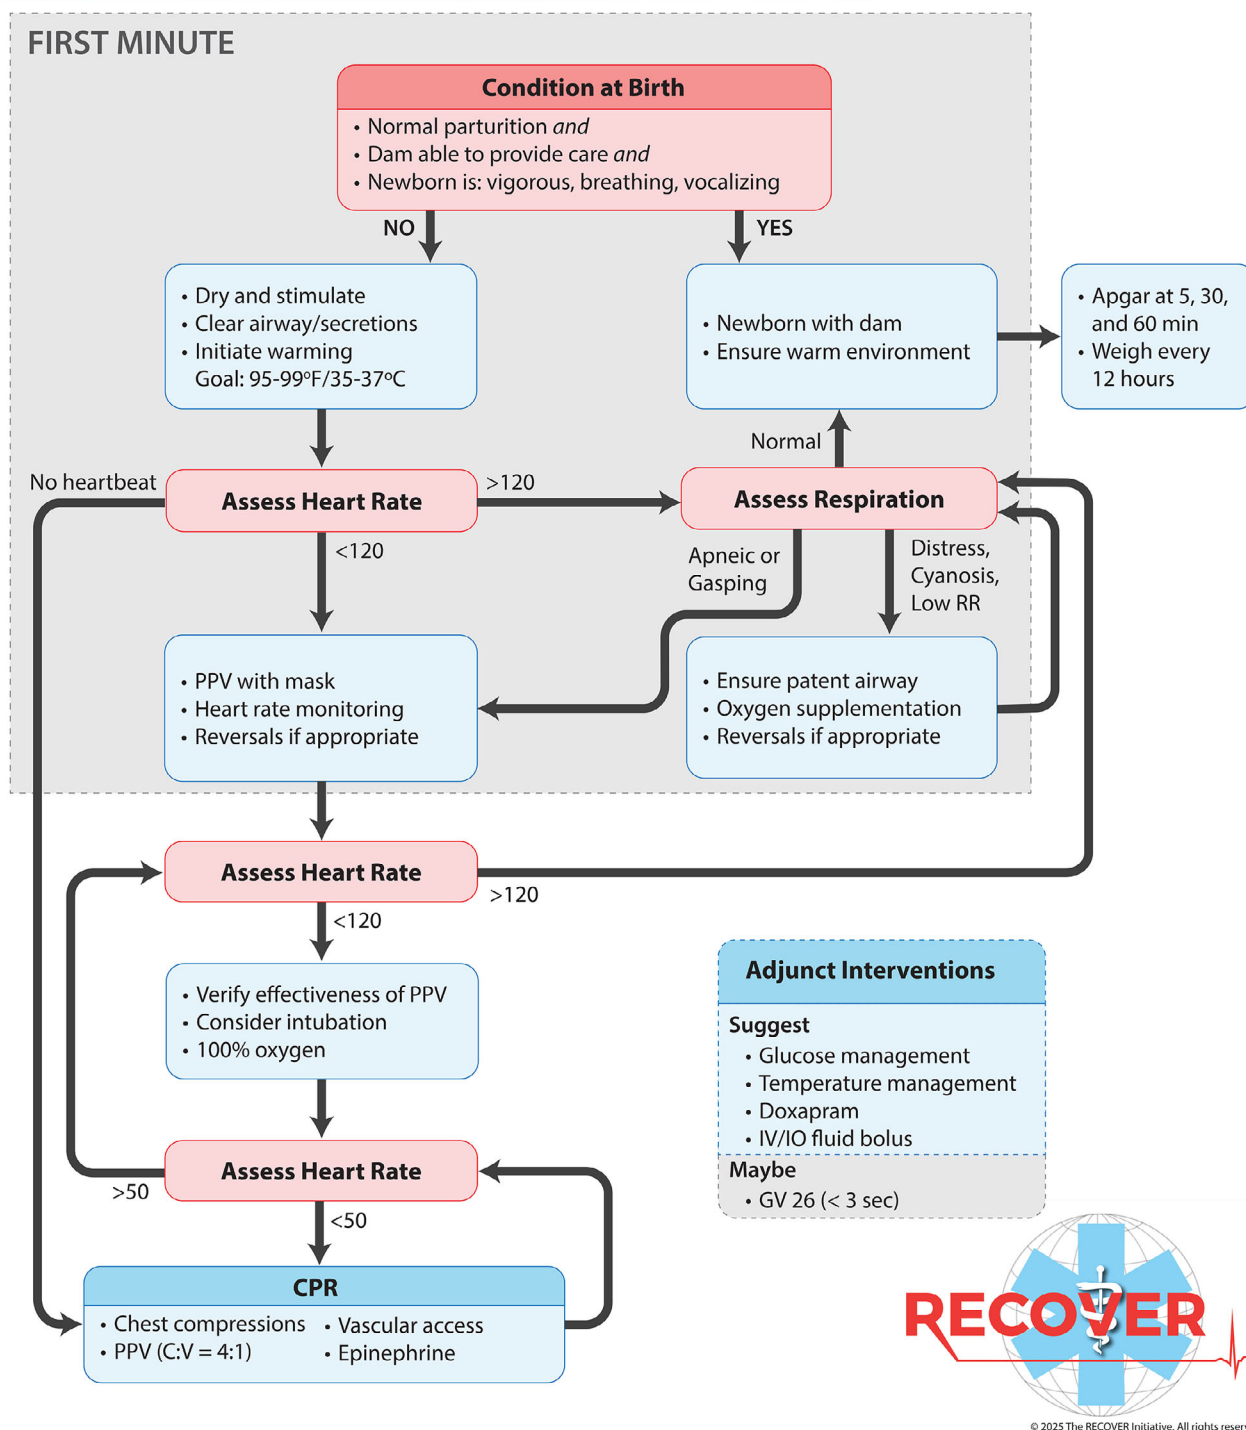 FIRST MINUTE
Condition at Birth
• Normal parturition and
• Dam able to provide care and
• Newborn is: vigorous, breathing, vocalizing
NO
YES
• Dry and stimulate
• Clear airway/secretions
• Initiate warming
Goal: 95-99ºF/35-37ºC
• Newborn with dam
• Ensure warm environment
• Apgar at 5, 30,
and 60 min
• Weigh every
12 hours
Normal
No heartbeat
Assess Heart Rate
>120
Assess Respiration
<120
Apneic or
Gasping
Distress,
Cyanosis,
Low RR
• PPV with mask
• Heart rate monitoring
• Reversals if appropriate
• Ensure patent airway
• Oxygen supplementation
• Reversals if appropriate
Assess Heart Rate
>120
<120
• Verify effectiveness of PPV
• Consider intubation
• 100% oxygen
Assess Heart Rate
>50
<50
CPR
• Chest compressions
• PPV (C:V = 4:1)
• Vascular access
• Epinephrine
Adjunct Interventions
Suggest
• Glucose management
• Temperature management
• Doxapram
• IV/IO fluid bolus
Maybe
• GV 26 (< 3 sec)
RECOVER
© 2025 The RECOVER Initiative. All rights reserv